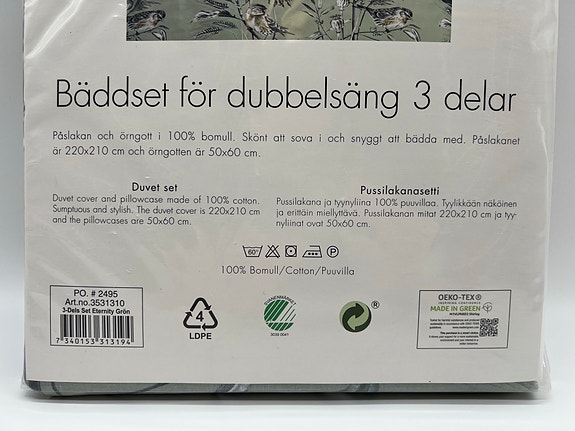 Bäddset för dubbelsäng 3 delar
Påslakan och örngott i 100% bomull. Skönt att sova i och snyggt att bädda med. Påslakanet
är 220x210 cm och örngotten är 50x60 cm.
Duvet set
Duvet cover and pillowcase made of 100% cotton.
Sumptuous and stylish. The duvet cover is 220x210 cm
and the pillowcases are 50x60 cm.
Pussilakanasetti
Pussilakana ja tyynyliina 100% puuvillaa. Tyylikkään näköinen
ja erittäin miellyttävä. Pussilakanan mitat 220x210 cm ja tyy-
nyliinat ovat 50x60 cm.
60°
P
100% Bomull/Cotton/Puuvilla
PO. # 2495
Art.no.3531310
3-Dels Set Eternity Grön
7 340153 313194
4
LDPE
SVANENMÄRKET
3039 0041
®
OEKO-TEX®
INSPIRING CONFIDENCE
MADE IN GREEN